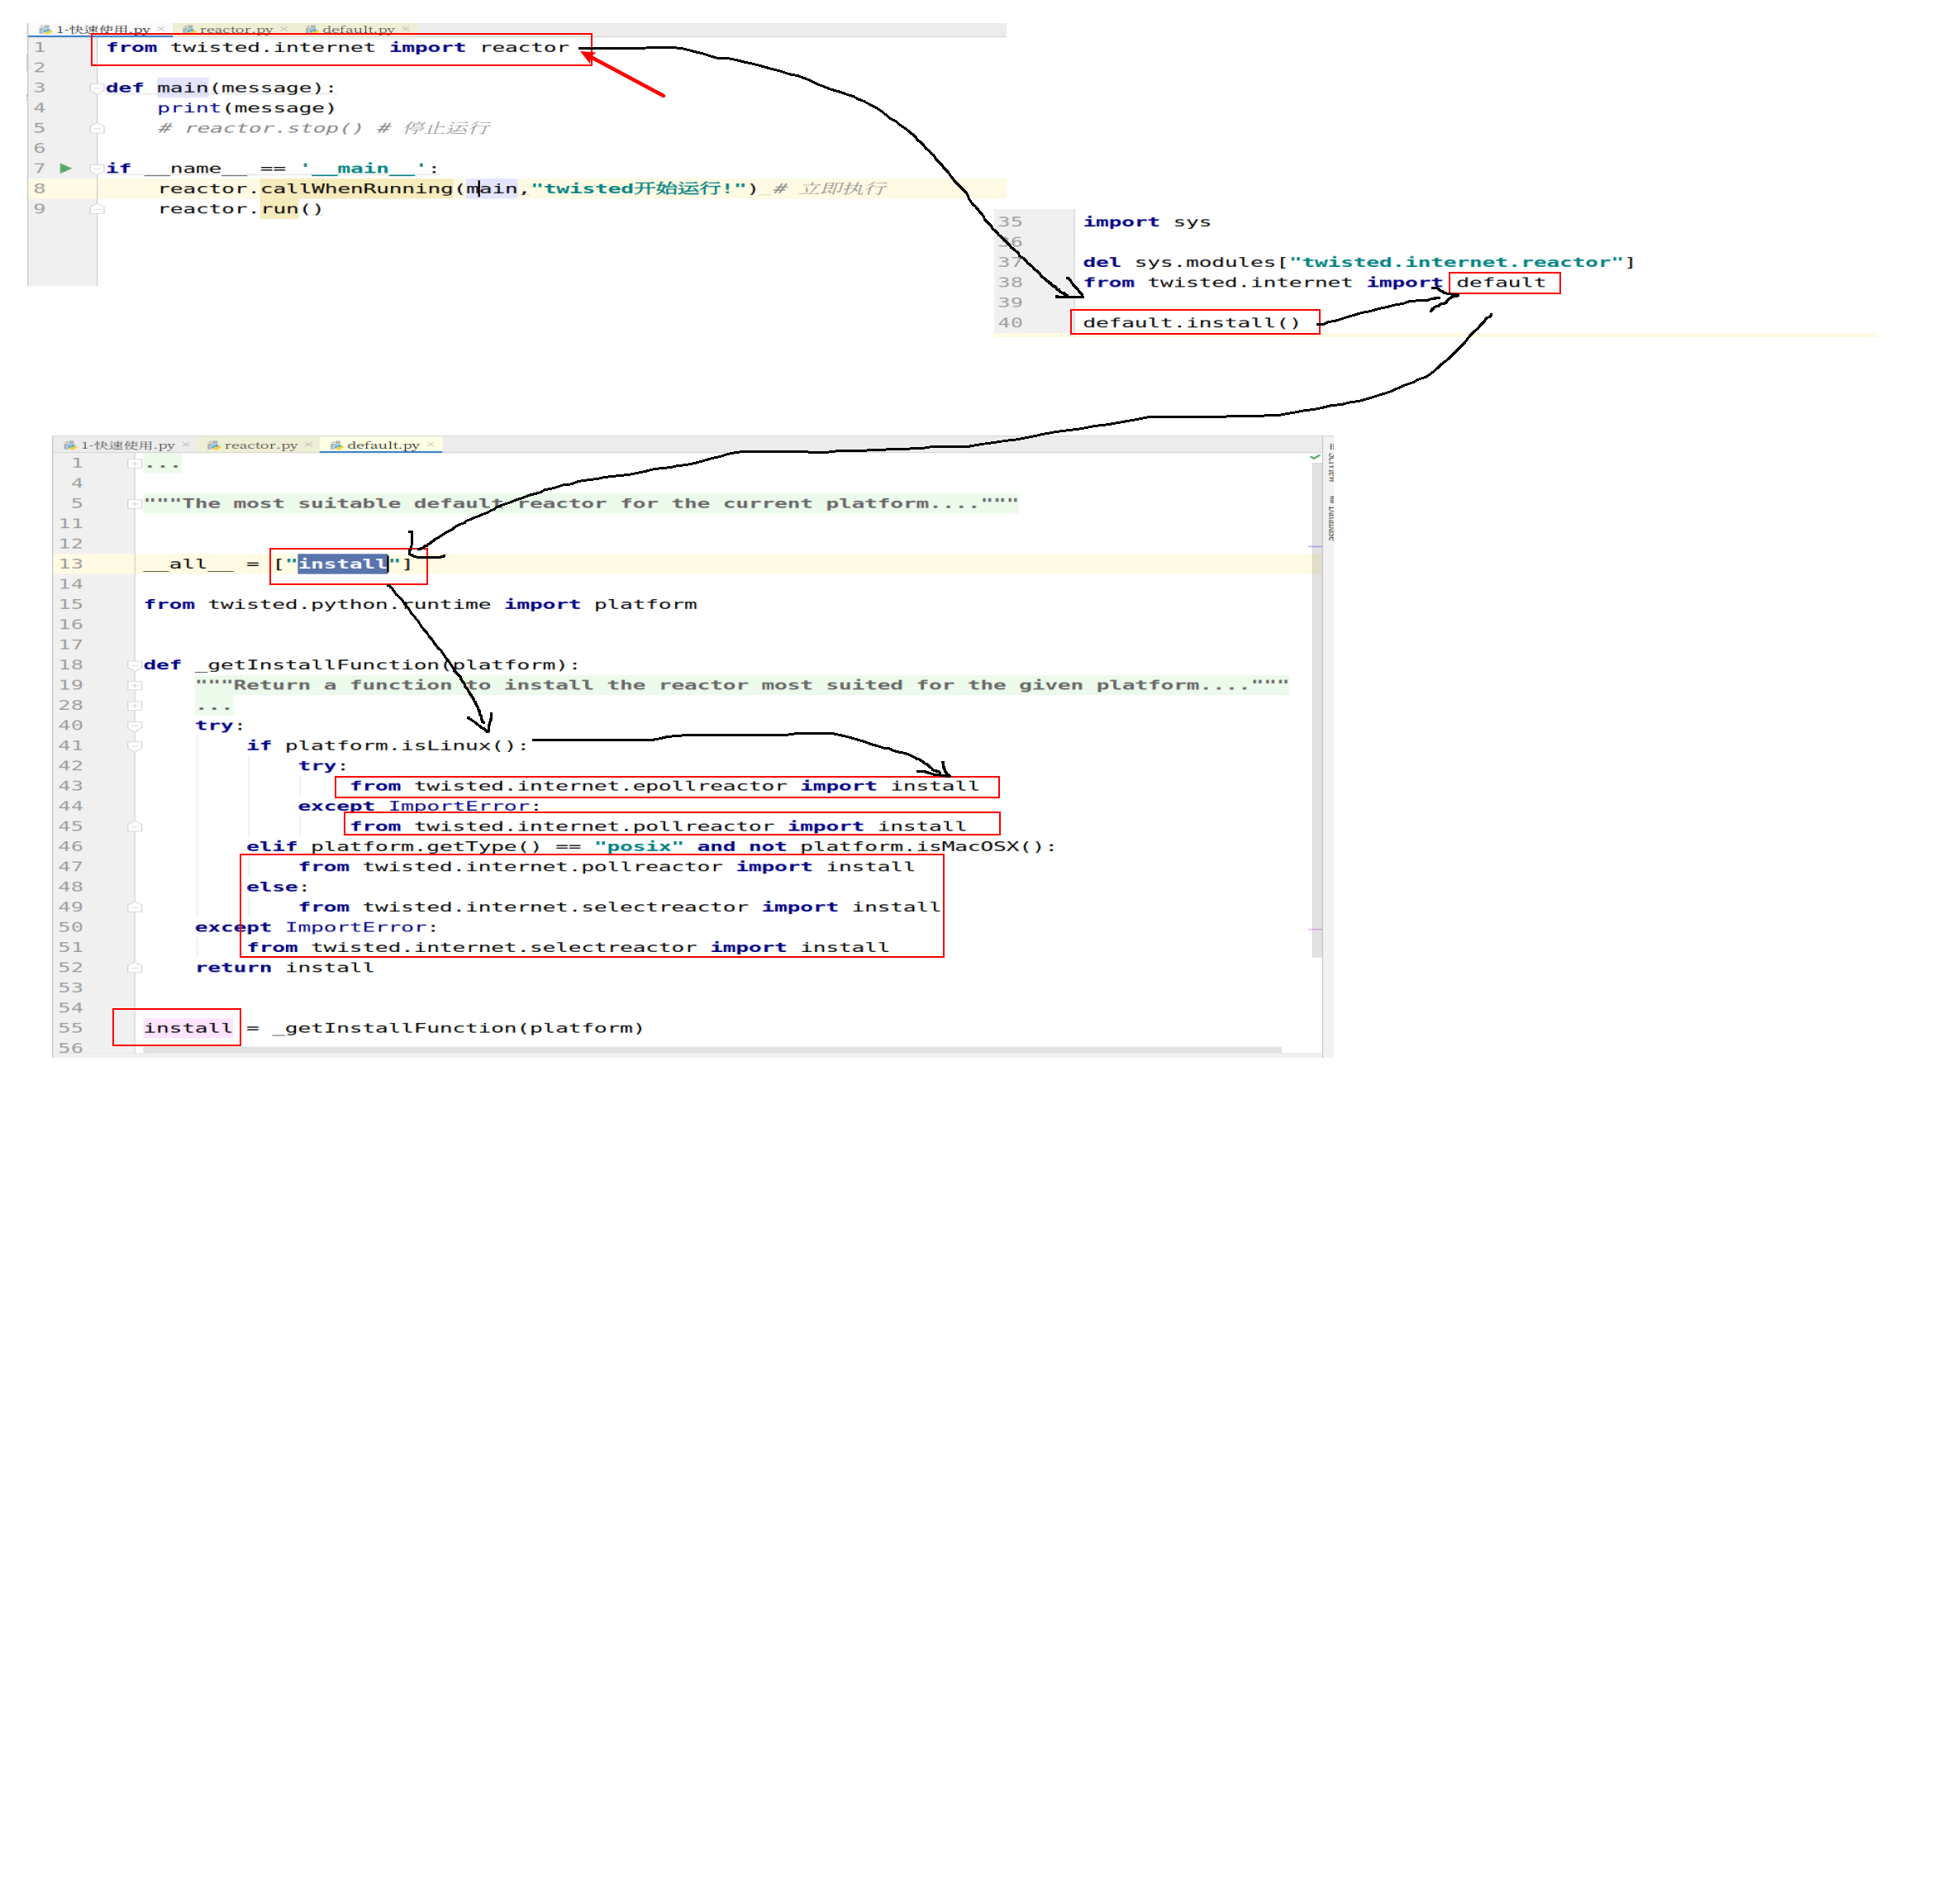 1-快速使用.py reactor.py default.py
1 from twisted.internet import reactor
2
3 def main(message):
4 print(message)
5 # reactor.stop() # 停止运行
6
7 if __name__ == '__main__':
8 reactor.callWhenRunning(main,"twisted开始运行!") # 立即执行
9 reactor.run()
35 import sys
36
37 del sys.modules["twisted.internet.reactor"]
38 from twisted.internet import default
39
40 default.install()
1-快速使用.py reactor.py default.py
1 ...
4
5 """The most suitable default reactor for the current platform...."""
11
12
13 __all__ = ["install"]
14
15 from twisted.python.runtime import platform
16
17
18 def _getInstallFunction(platform):
19 """Return a function to install the reactor most suited for the given platform...."""
28 ...
40 try:
41 if platform.isLinux():
42 try:
43 from twisted.internet.epollreactor import install
44 except ImportError:
45 from twisted.internet.pollreactor import install
46 elif platform.getType() == "posix" and not platform.isMacOSX():
47 from twisted.internet.pollreactor import install
48 else:
49 from twisted.internet.selectreactor import install
50 except ImportError:
51 from twisted.internet.selectreactor import install
52 return install
53
54
55 install = _getInstallFunction(platform)
56